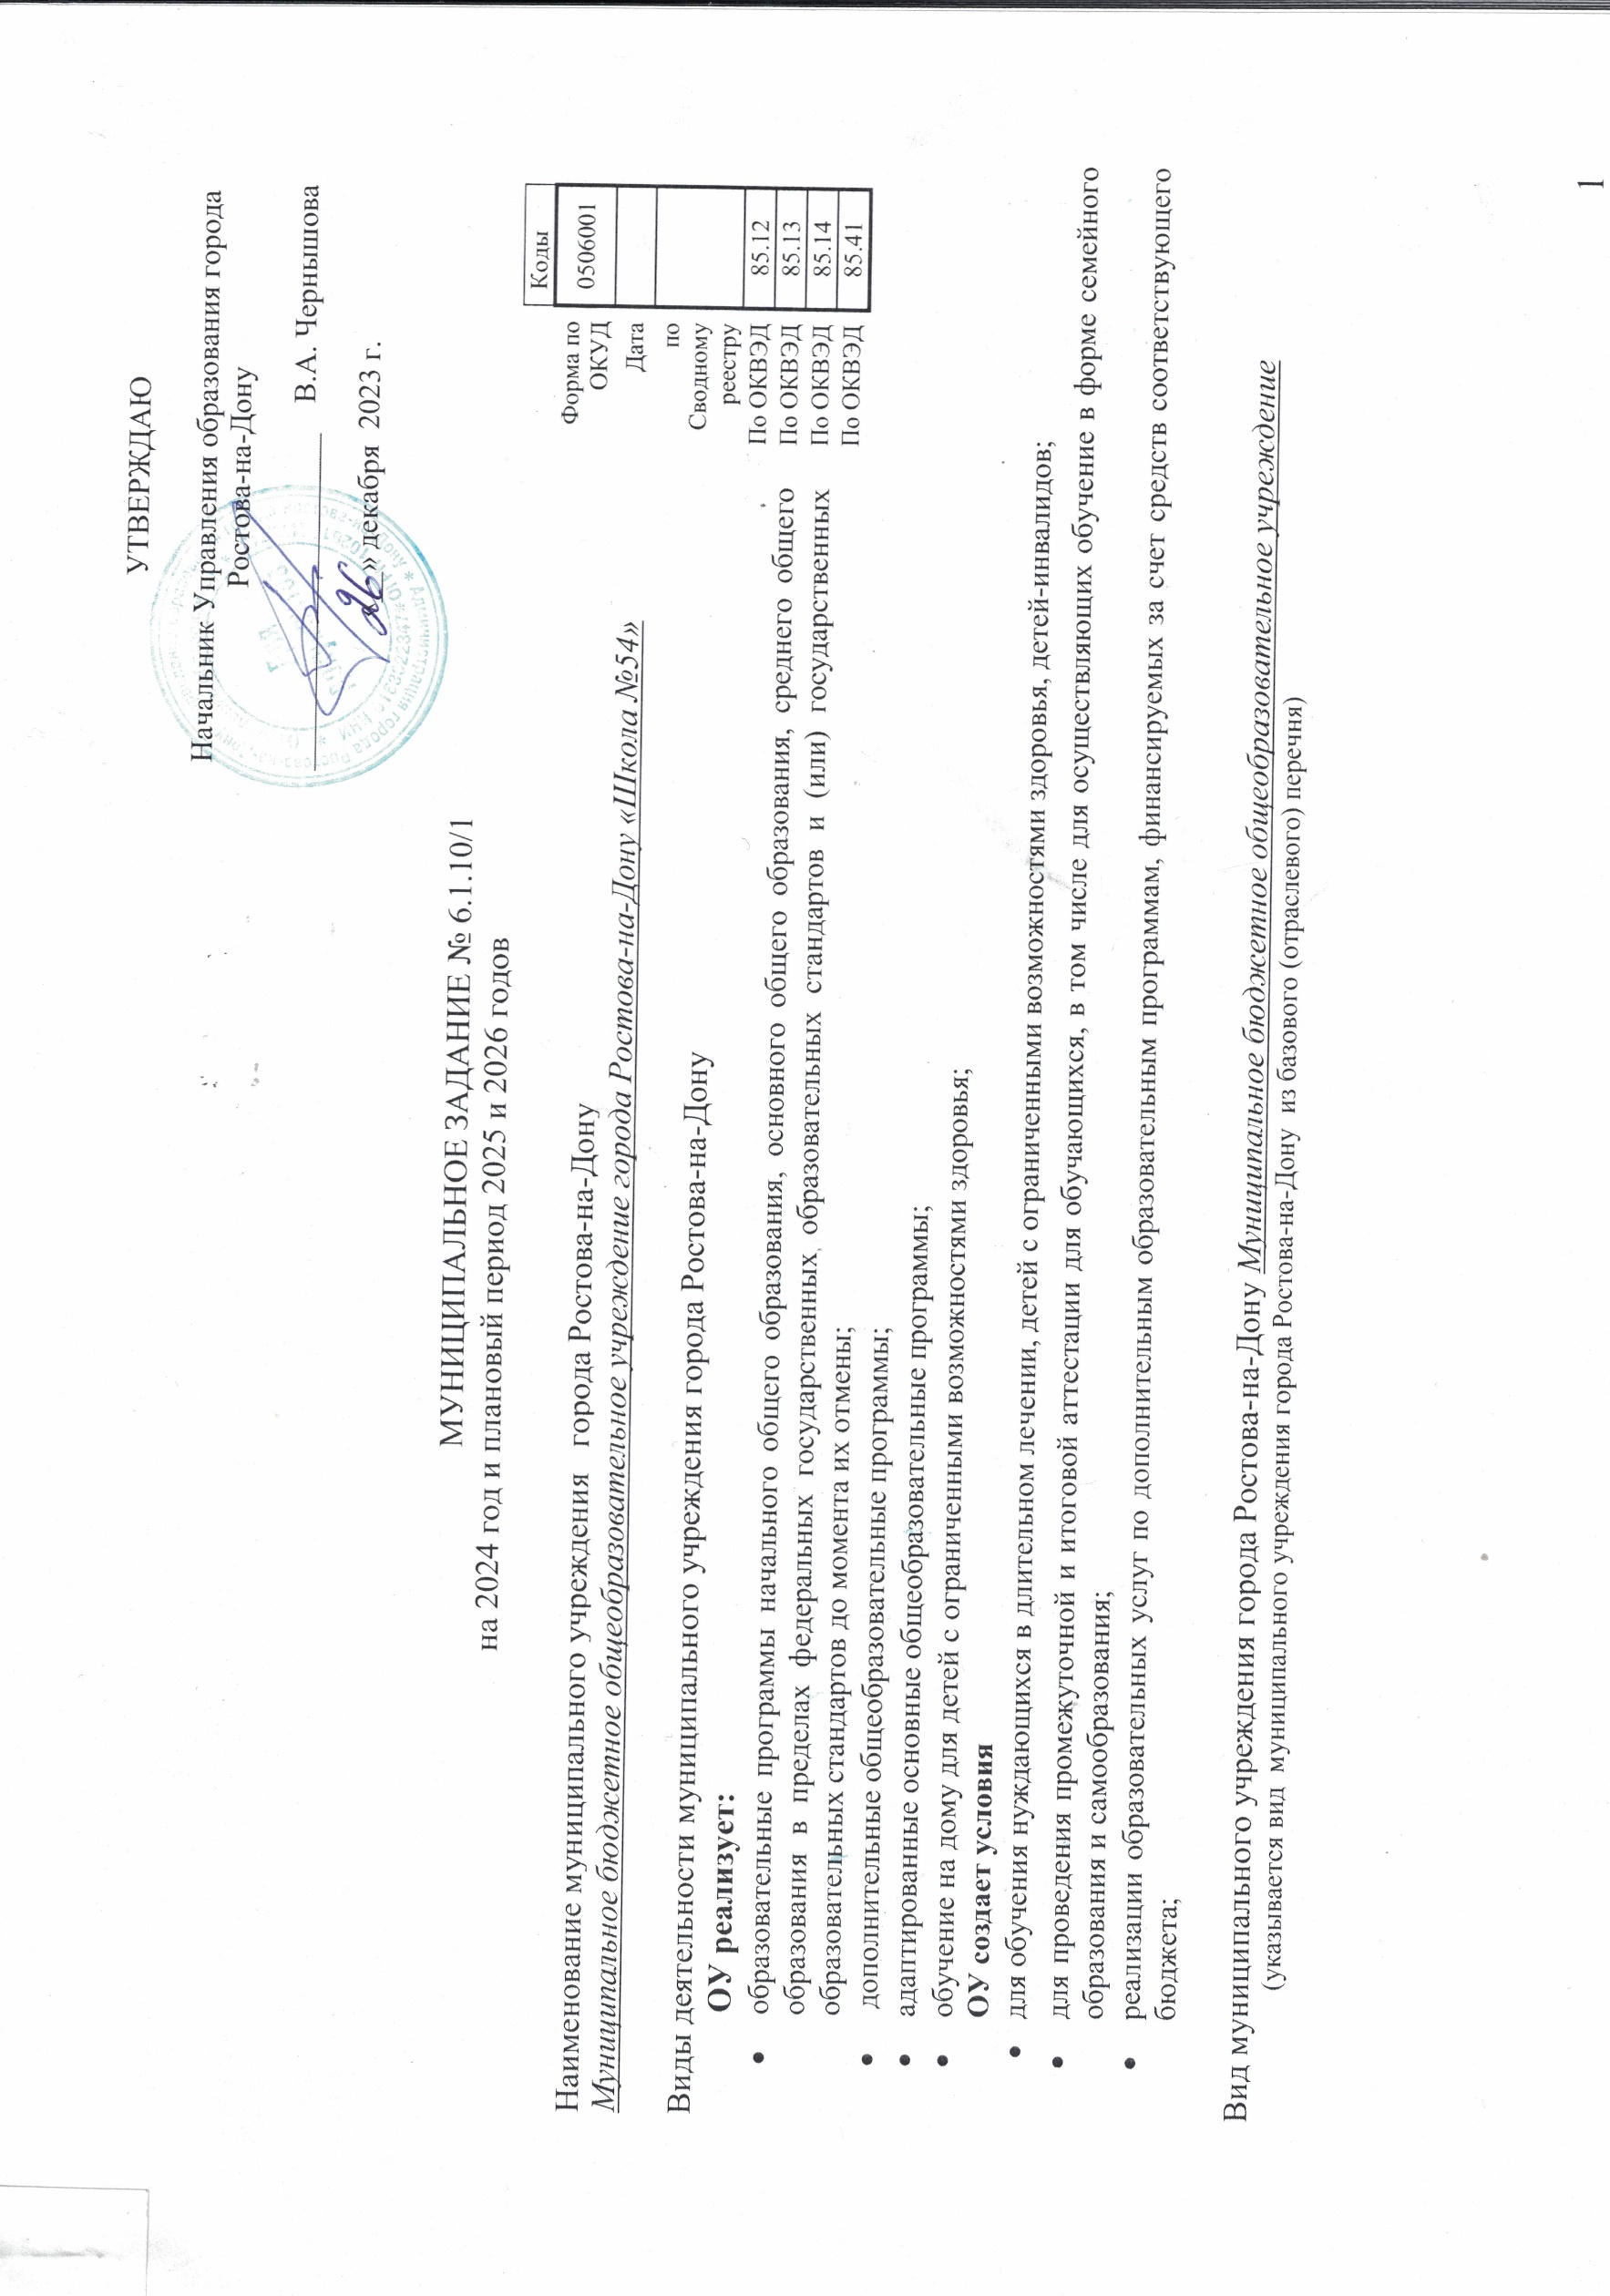 УТВЕРЖДАЮ
Начальник Управления образования города
Ростова-на-Дону
В.А. Чернышова
26» декабря 2023 г.
МУНИЦИПАЛЬНОЕ ЗАДАНИЕ № 6.1.10/1
на 2024 год и плановый период 2025 и 2026 годов
Коды
Форма по ОКУД 0506001
Дата
по Сводному реестру
По ОКВЭД 85.12
По ОКВЭД 85.13
По ОКВЭД 85.14
По ОКВЭД 85.41
Наименование муниципального учреждения города Ростова-на-Дону
Муниципальное бюджетное общеобразовательное учреждение города Ростова-на-Дону «Школа №54»
Виды деятельности муниципального учреждения города Ростова-на-Дону
ОУ реализует:
• образовательные программы начального общего образования, основного общего образования, среднего общего
образования в пределах федеральных государственных образовательных стандартов и (или) государственных
образовательных стандартов до момента их отмены;
• дополнительные общеобразовательные программы;
• адаптированные основные общеобразовательные программы;
• обучение на дому для детей с ограниченными возможностями здоровья;
ОУ создает условия
• для обучения нуждающихся в длительном лечении, детей с ограниченными возможностями здоровья, детей-инвалидов;
• для проведения промежуточной и итоговой аттестации для обучающихся, в том числе для осуществляющих обучение в форме семейного
образования и самообразования;
• реализации образовательных услуг по дополнительным образовательным программам, финансируемых за счет средств соответствующего
бюджета;
Вид муниципального учреждения города Ростова-на-Дону Муниципальное бюджетное общеобразовательное учреждение
(указывается вид муниципального учреждения города Ростова-на-Дону из базового (отраслевого) перечня)
1